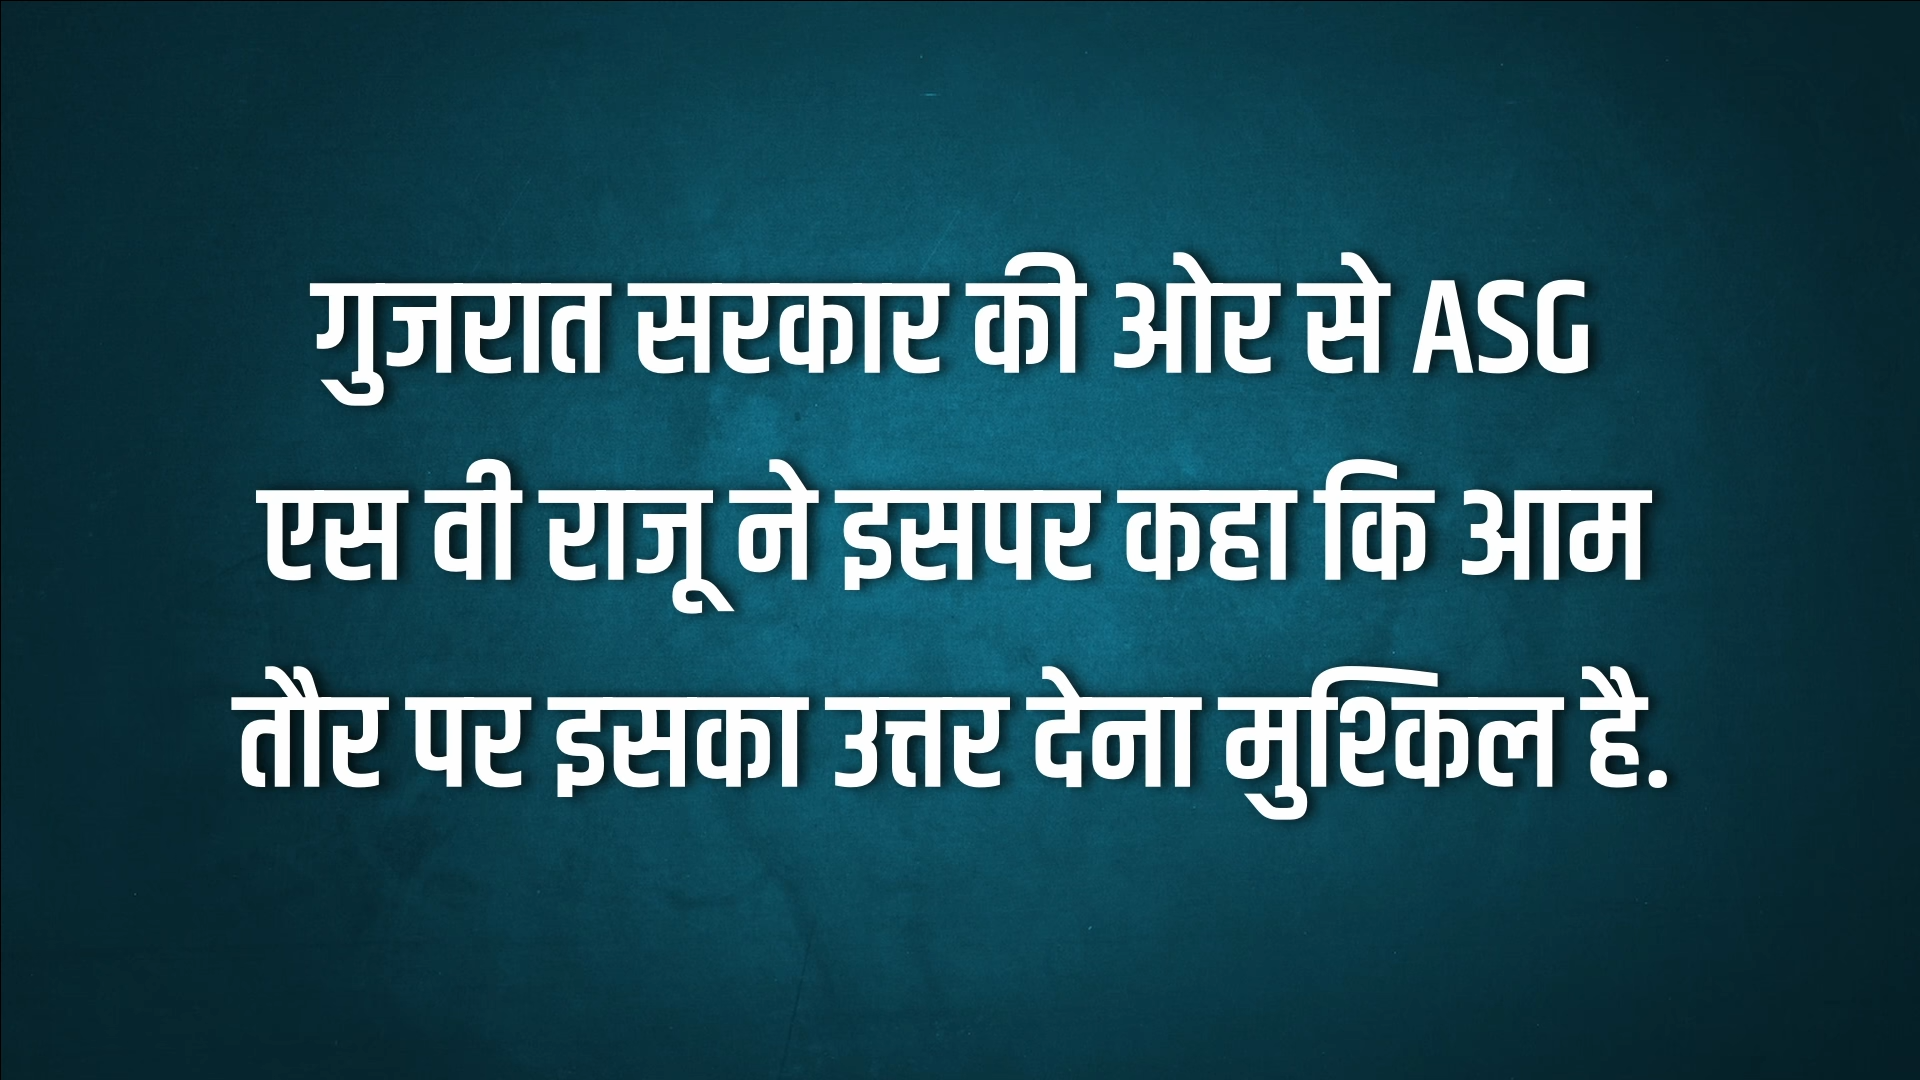 गुजरात सरकार की ओर से ASG
एस वी राजू ने इसपर कहा कि आम
तौर पर इसका उत्तर देना मुश्किल है.